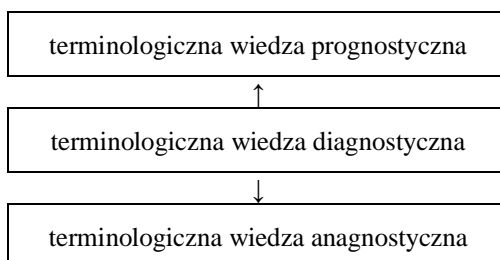 terminologiczna wiedza prognostyczna
↑
terminologiczna wiedza diagnostyczna
↓
terminologiczna wiedza anagnostyczna